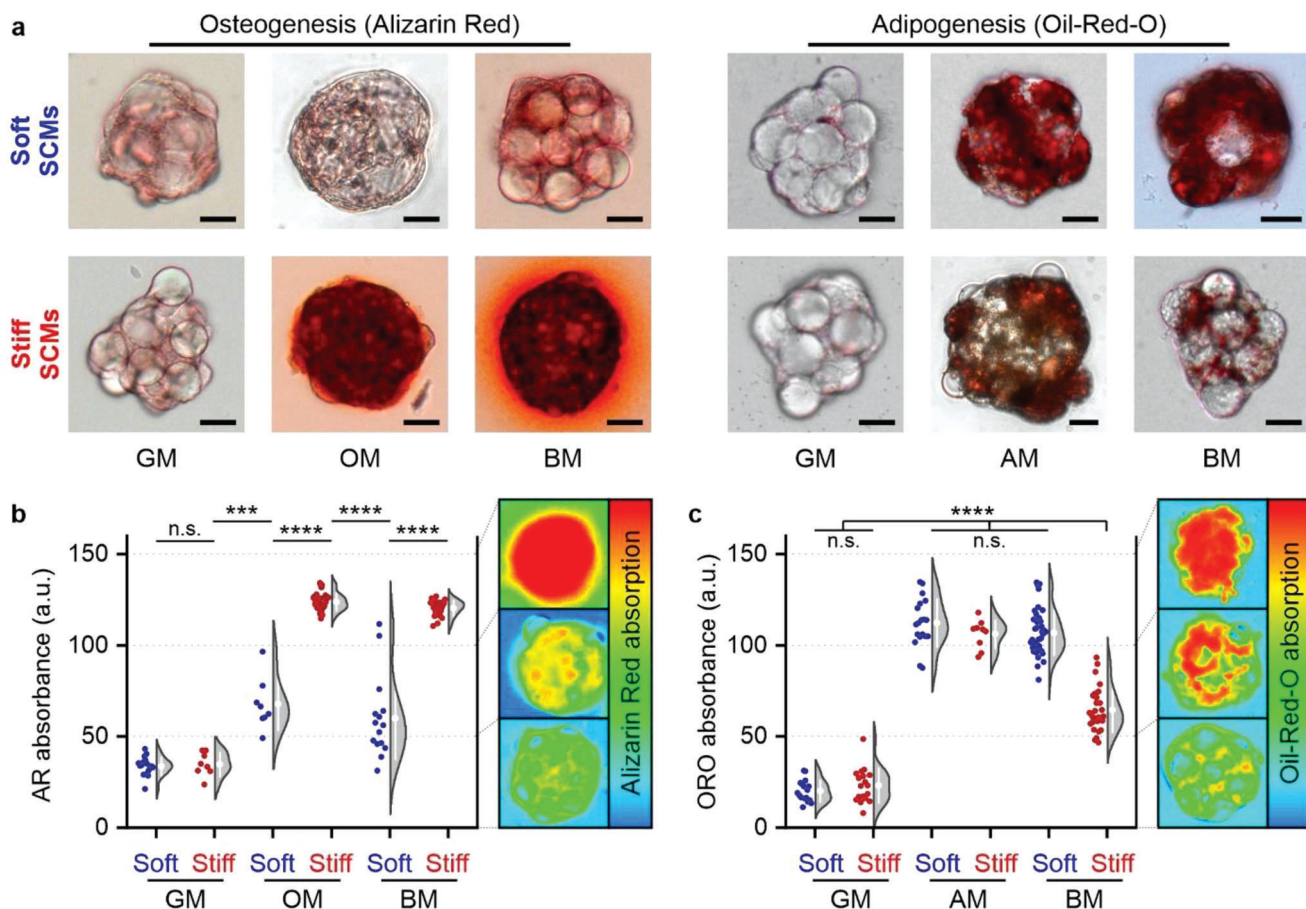 a
Osteogenesis (Alizarin Red)
Adipogenesis (Oil-Red-O)
Soft
SCMs
Stiff
SCMs
GM OM BM
GM AM BM
b
AR absorbance (a.u.)
150
100
50
0
n.s.
***
****
****
****
Soft Stiff Soft Stiff Soft Stiff
GM OM BM
Alizarin Red absorption
c
ORO absorbance (a.u.)
150
100
50
0
****
n.s.
n.s.
Soft Stiff Soft Stiff Soft Stiff
GM AM BM
Oil-Red-O absorption